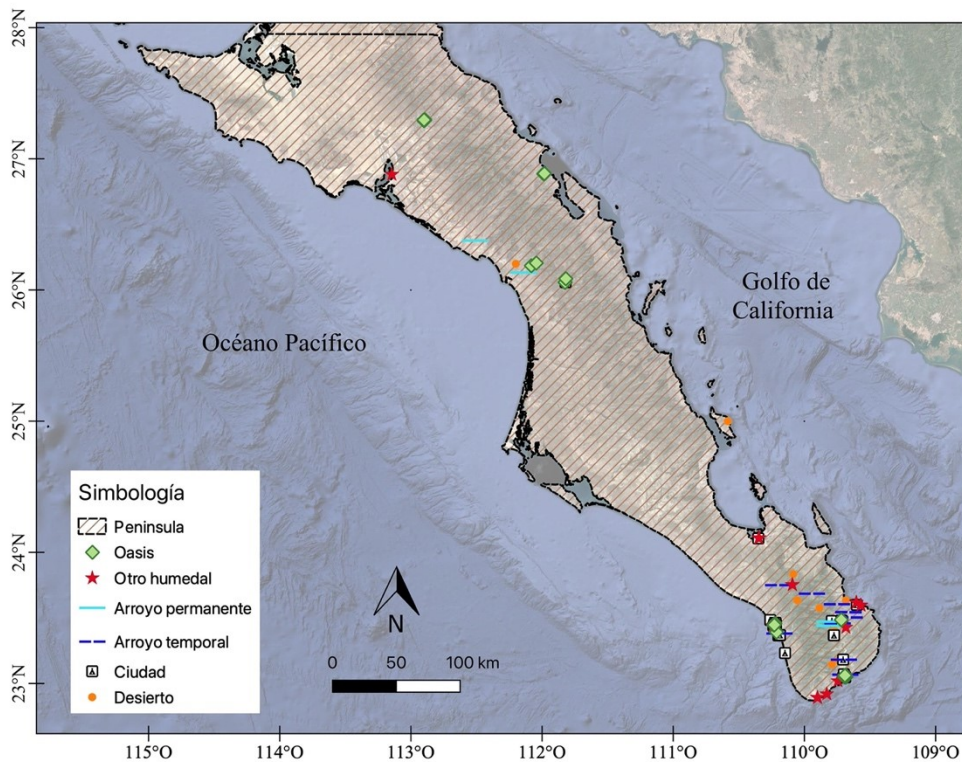 28°N
27°N
26°N
25°N
24°N
23°N
Golfo de
California
Océano Pacífico
Simbología
Peninsula
Oasis
Otro humedal
Arroyo permanente
Arroyo temporal
Ciudad
Desierto
N
0 50 100 km
115°O 114°O 113°O 112°O 111°O 110°O 109°O